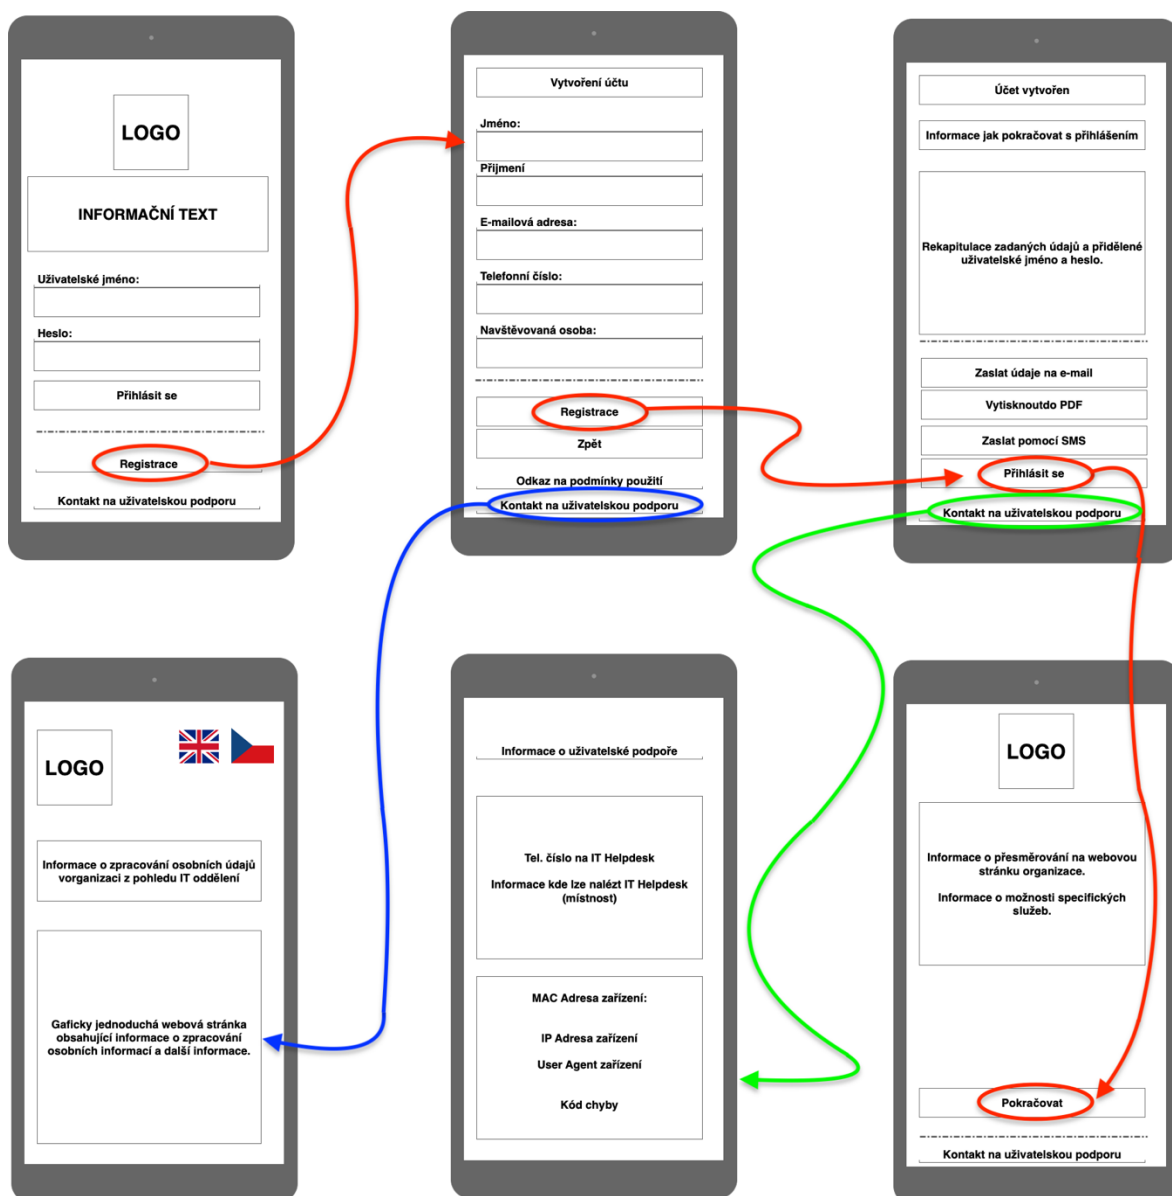 LOGO
INFORMAČNÍ TEXT
Uživatelské jméno:
Heslo:
Přihlásit se
Registrace
Kontakt na uživatelskou podporu
Vytvoření účtu
Jméno:
Přijmení
E-mailová adresa:
Telefonní číslo:
Navštěvovaná osoba:
Registrace
Zpět
Odkaz na podmínky použití
Kontakt na uživatelskou podporu
Účet vytvořen
Informace jak pokračovat s přihlášením
Rekapitulace zadaných údajů a přidělené
uživatelské jméno a heslo.
Zaslat údaje na e-mail
Vytisknoutdo PDF
Zaslat pomocí SMS
Přihlásit se
Kontakt na uživatelskou podporu
LOGO
Informace o zpracování osobních údajů
vorganizaci z pohledu IT oddělení
Gaficky jednoduchá webová stránka
obsahující informace o zpracování
osobních informací a další informace.
Informace o uživatelské podpoře
Tel. číslo na IT Helpdesk
Informace kde lze nalézt IT Helpdesk
(místnost)
MAC Adresa zařízení:
IP Adresa zařízení
User Agent zařízení
Kód chyby
LOGO
Informace o přesměrování na webovou
stránku organizace.
Informace o možnosti specifických
služeb.
Pokračovat
Kontakt na uživatelskou podporu